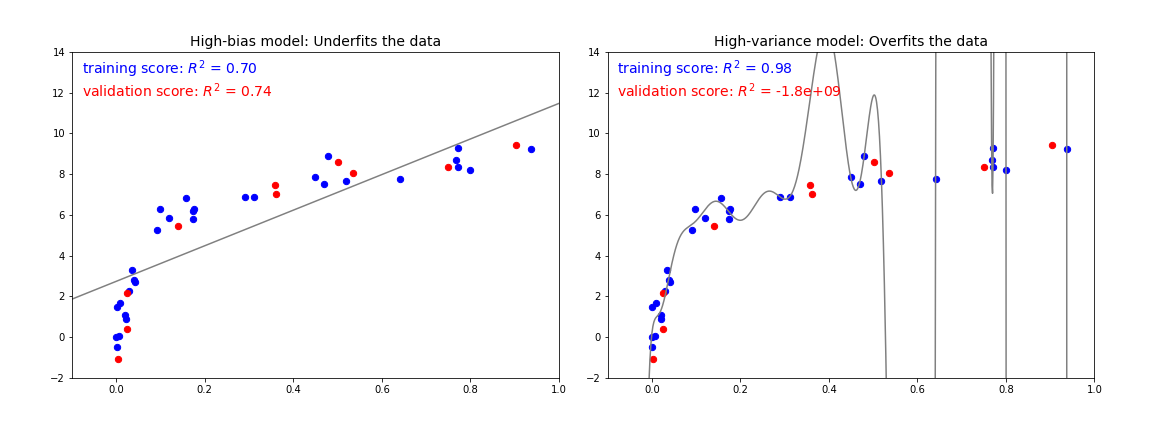 High-bias model: Underfits the data
training score: R² = 0.70
validation score: R² = 0.74
14
12
10
8
6
4
2
0
−2
0.0 0.2 0.4 0.6 0.8 1.0
High-variance model: Overfits the data
training score: R² = 0.98
validation score: R² = -1.8e+09
14
12
10
8
6
4
2
0
−2
0.0 0.2 0.4 0.6 0.8 1.0